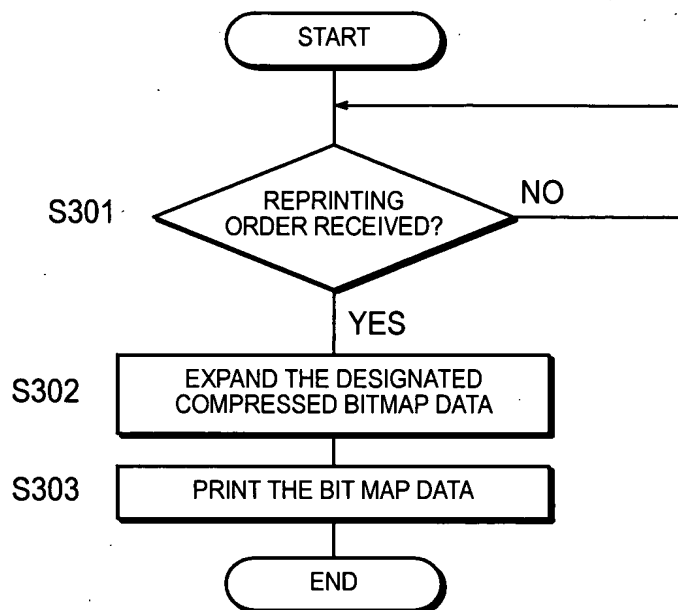 START
S301
REPRINTING
ORDER RECEIVED?
NO
YES
S302
EXPAND THE DESIGNATED
COMPRESSED BITMAP DATA
S303
PRINT THE BIT MAP DATA
END